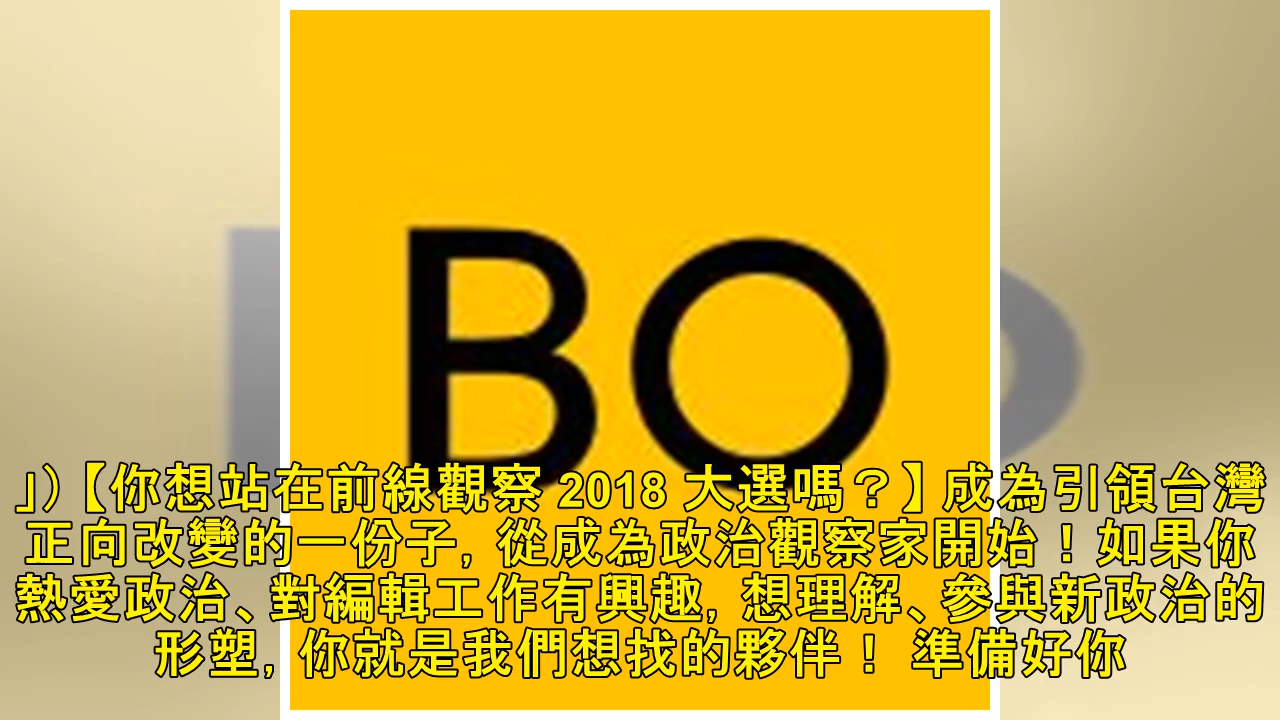 BO
」)【你想站在前線觀察 2018 大選嗎？】成為引領台灣
正向改變的一份子, 從成為政治觀察家開始！如果你
熱愛政治、對編輯工作有興趣, 想理解、參與新政治的
形塑, 你就是我們想找的夥伴！ 準備好你